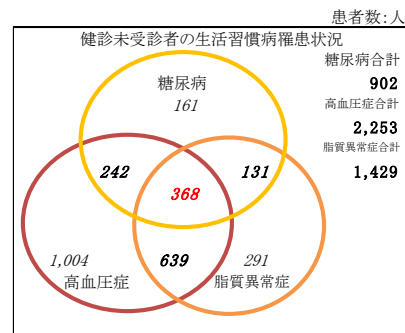 患者数:人
健診未受診者の生活習慣病罹患状況
糖尿病合計
902
高血圧症合計
2,253
脂質異常症合計
1,429
糖尿病
161
242
131
368
1,004
高血圧症
639
291
脂質異常症